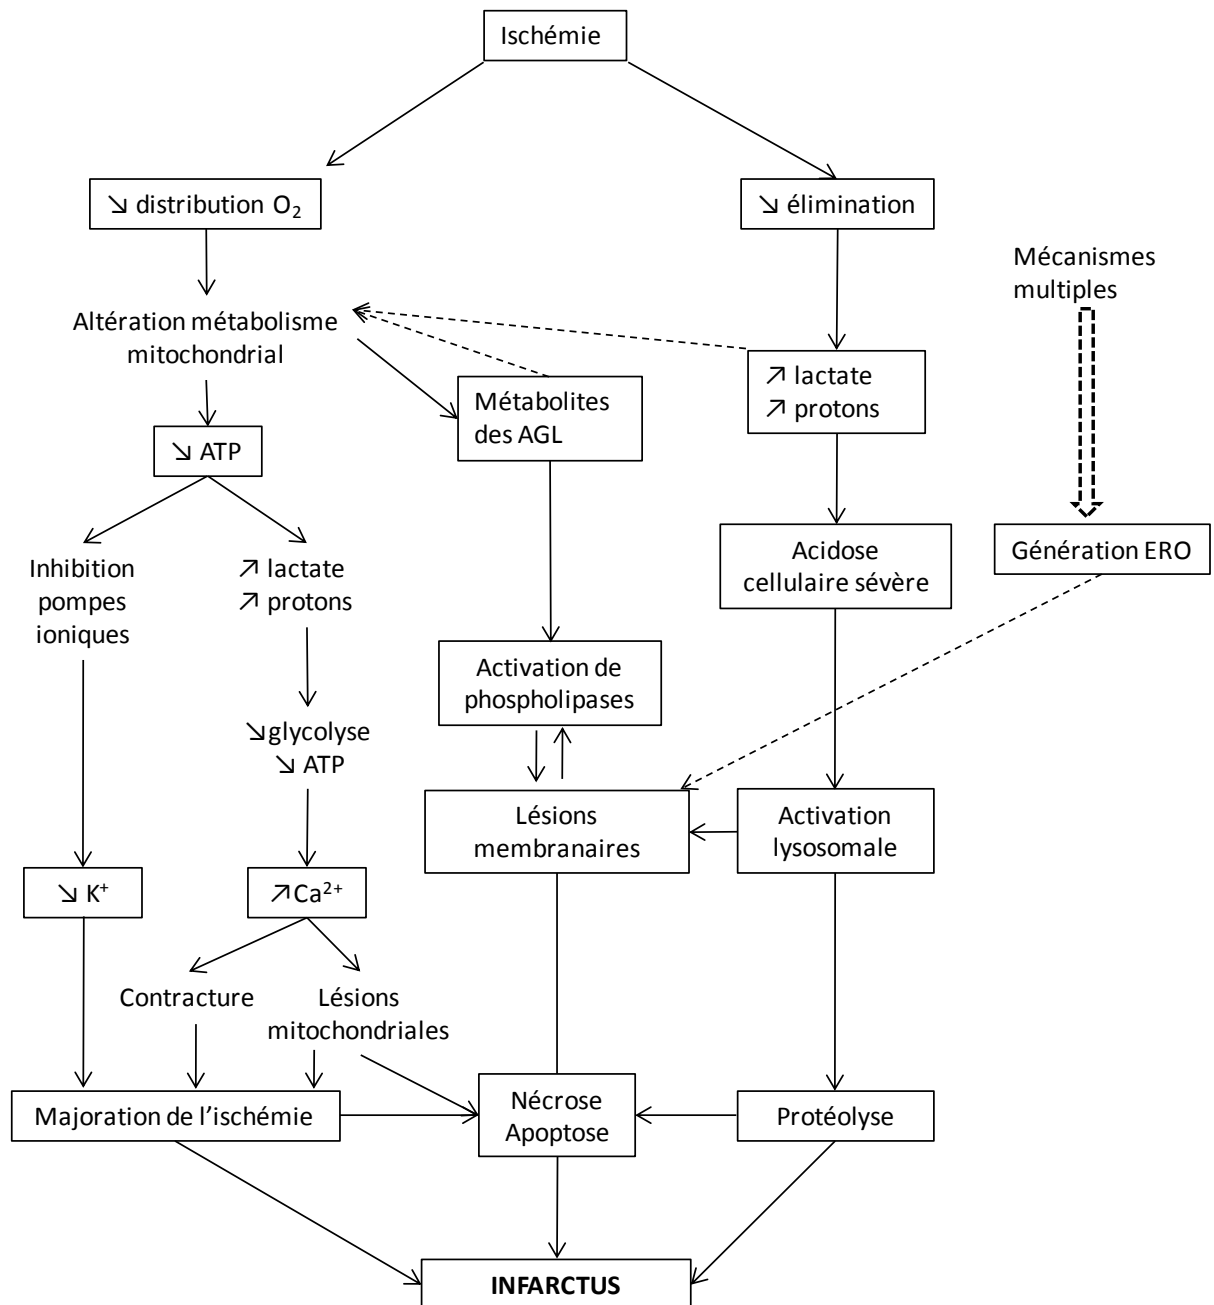 Ischémie
↘ distribution O₂
↘ élimination
Mécanismes
multiples
Altération métabolisme
mitochondrial
↗ lactate
↗ protons
Métabolites
des AGL
↘ ATP
Acidose
cellulaire sévère
Génération ERO
Inhibition
pompes
ioniques
↗ lactate
↗ protons
Activation de
phospholipases
↘glycolyse
↘ ATP
Lésions
membranaires
Activation
lysosomale
↘ K⁺
↗Ca²⁺
Contracture
Lésions
mitochondriales
Majoration de l’ischémie
Nécrose
Apoptose
Protéolyse
INFARCTUS